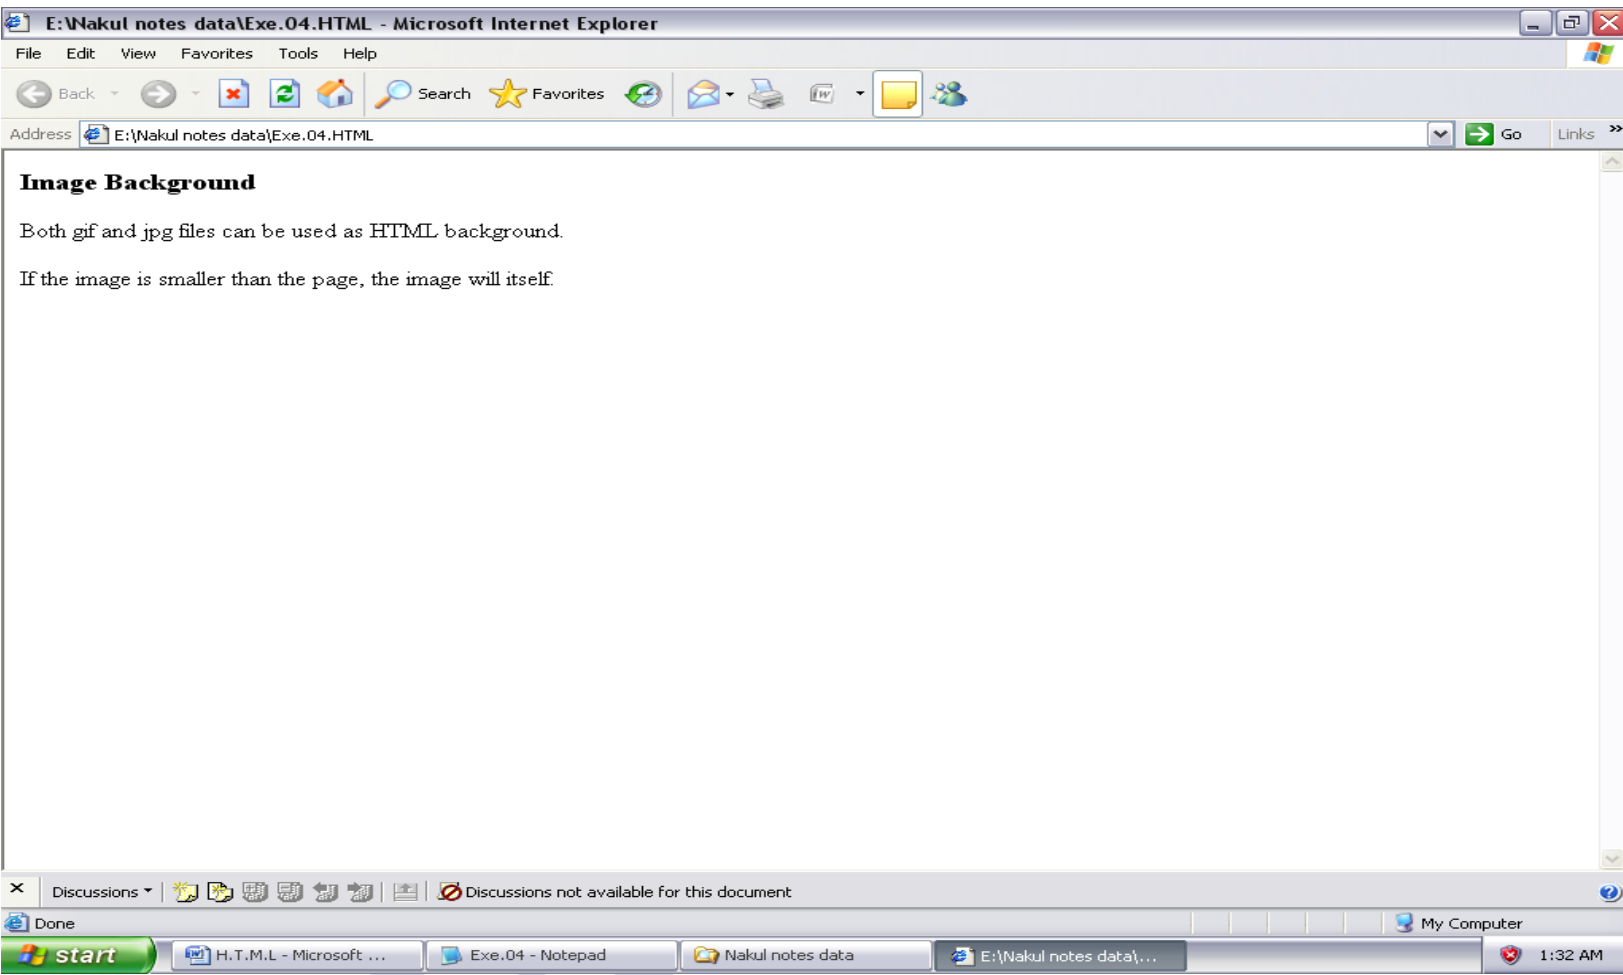 E:\Nakul notes data\Exe.04.HTML - Microsoft Internet Explorer
File Edit View Favorites Tools Help
Back Search Favorites
Address E:\Nakul notes data\Exe.04.HTML Go Links »
Image Background
Both gif and jpg files can be used as HTML background.
If the image is smaller than the page, the image will itself.
Discussions Discussions not available for this document
Done My Computer
start H.T.M.L - Microsoft ... Exe.04 - Notepad Nakul notes data E:\Nakul notes data\... 1:32 AM